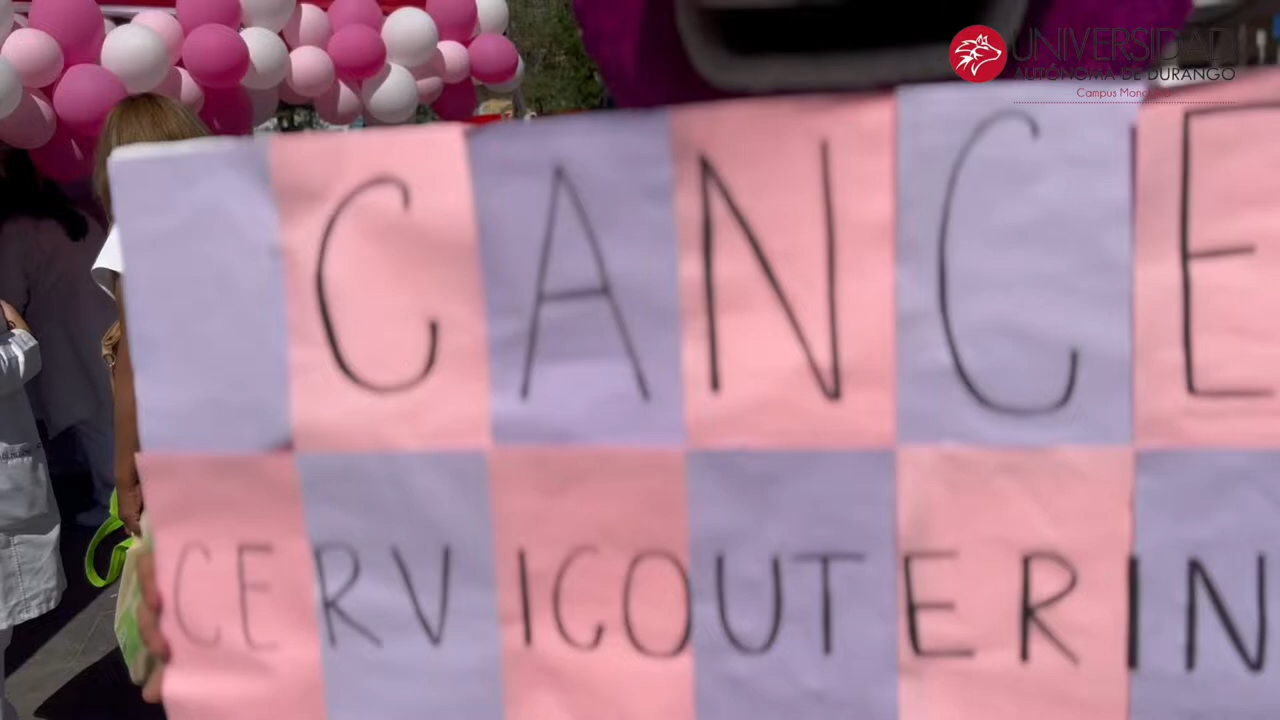 UNIVERSIDAD
AUTÓNOMA DE DURANGO
Campus
CANCE
CERVICOUTERIN